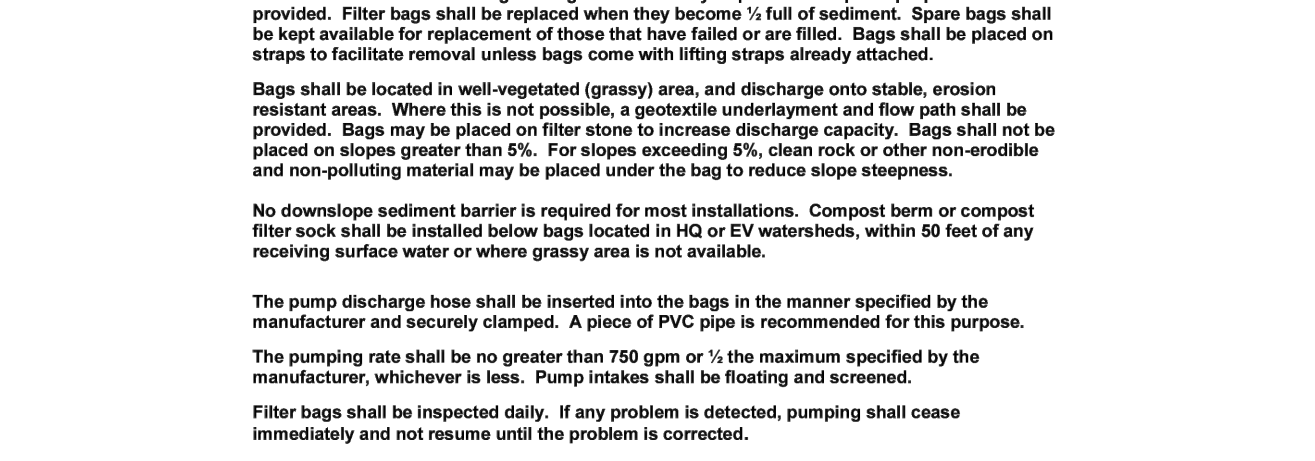 provided.  Filter bags shall be replaced when they become ½ full of sediment.  Spare bags shall
be kept available for replacement of those that have failed or are filled.  Bags shall be placed on
straps to facilitate removal unless bags come with lifting straps already attached.
Bags shall be located in well-vegetated (grassy) area, and discharge onto stable, erosion
resistant areas.  Where this is not possible, a geotextile underlayment and flow path shall be
provided.  Bags may be placed on filter stone to increase discharge capacity.  Bags shall not be
placed on slopes greater than 5%.  For slopes exceeding 5%, clean rock or other non-erodible
and non-polluting material may be placed under the bag to reduce slope steepness.
No downslope sediment barrier is required for most installations.  Compost berm or compost
filter sock shall be installed below bags located in HQ or EV watersheds, within 50 feet of any
receiving surface water or where grassy area is not available.
The pump discharge hose shall be inserted into the bags in the manner specified by the
manufacturer and securely clamped.  A piece of PVC pipe is recommended for this purpose.
The pumping rate shall be no greater than 750 gpm or ½ the maximum specified by the
manufacturer, whichever is less.  Pump intakes shall be floating and screened.
Filter bags shall be inspected daily.  If any problem is detected, pumping shall cease
immediately and not resume until the problem is corrected.